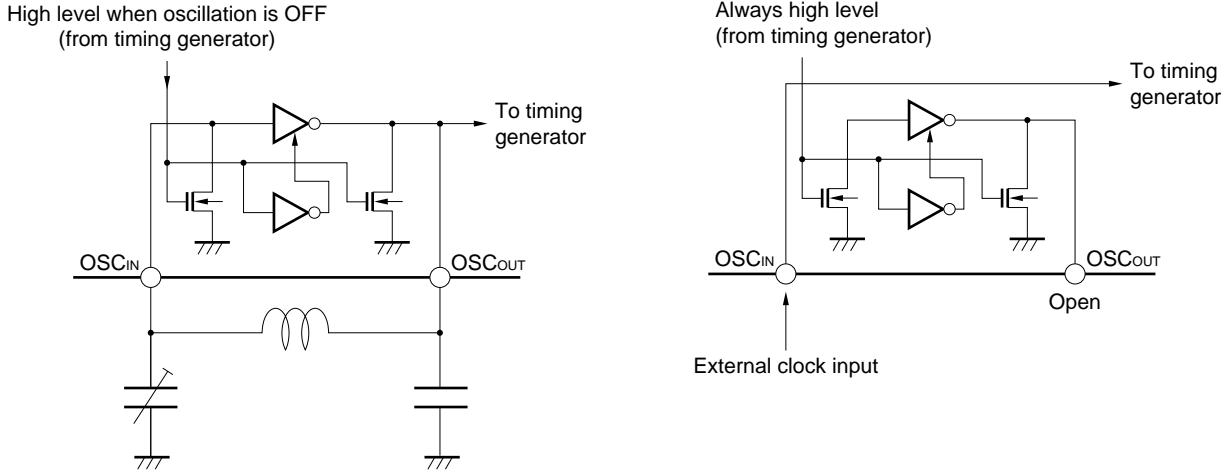 High level when oscillation is OFF
(from timing generator)
To timing
generator
OSCIN
OSCOUT
Always high level
(from timing generator)
To timing
generator
OSCIN
OSCOUT
Open
External clock input